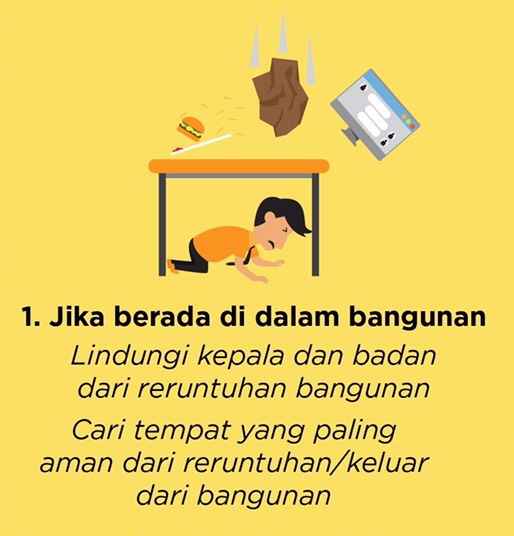 1. Jika berada di dalam bangunan
Lindungi kepala dan badan
dari reruntuhan bangunan
Cari tempat yang paling
aman dari reruntuhan/keluar
dari bangunan